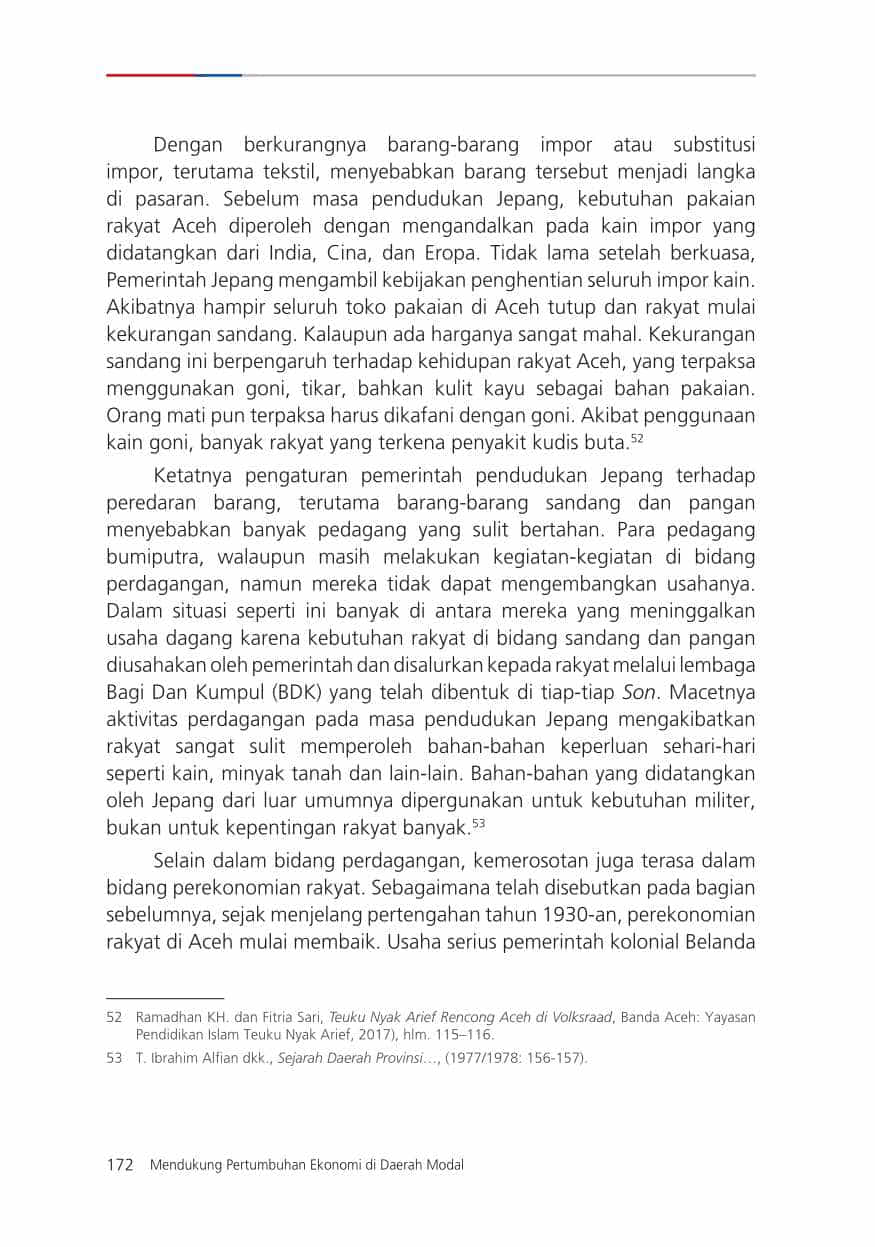 Dengan berkurangnya barang-barang impor atau substitusi
impor, terutama tekstil, menyebabkan barang tersebut menjadi langka
di pasaran. Sebelum masa pendudukan Jepang, kebutuhan pakaian
rakyat Aceh diperoleh dengan mengandalkan pada kain impor yang
didatangkan dari India, Cina, dan Eropa. Tidak lama setelah berkuasa,
Pemerintah Jepang mengambil kebijakan penghentian seluruh impor kain.
Akibatnya hampir seluruh toko pakaian di Aceh tutup dan rakyat mulai
kekurangan sandang. Kalaupun ada harganya sangat mahal. Kekurangan
sandang ini berpengaruh terhadap kehidupan rakyat Aceh, yang terpaksa
menggunakan goni, tikar, bahkan kulit kayu sebagai bahan pakaian.
Orang mati pun terpaksa harus dikafani dengan goni. Akibat penggunaan
kain goni, banyak rakyat yang terkena penyakit kudis buta.52
Ketatnya pengaturan pemerintah pendudukan Jepang terhadap
peredaran barang, terutama barang-barang sandang dan pangan
menyebabkan banyak pedagang yang sulit bertahan. Para pedagang
bumiputra, walaupun masih melakukan kegiatan-kegiatan di bidang
perdagangan, namun mereka tidak dapat mengembangkan usahanya.
Dalam situasi seperti ini banyak di antara mereka yang meninggalkan
usaha dagang karena kebutuhan rakyat di bidang sandang dan pangan
diusahakan oleh pemerintah dan disalurkan kepada rakyat melalui lembaga
Bagi Dan Kumpul (BDK) yang telah dibentuk di tiap-tiap Son. Macetnya
aktivitas perdagangan pada masa pendudukan Jepang mengakibatkan
rakyat sangat sulit memperoleh bahan-bahan keperluan sehari-hari
seperti kain, minyak tanah dan lain-lain. Bahan-bahan yang didatangkan
oleh Jepang dari luar umumnya dipergunakan untuk kebutuhan militer,
bukan untuk kepentingan rakyat banyak.53
Selain dalam bidang perdagangan, kemerosotan juga terasa dalam
bidang perekonomian rakyat. Sebagaimana telah disebutkan pada bagian
sebelumnya, sejak menjelang pertengahan tahun 1930-an, perekonomian
rakyat di Aceh mulai membaik. Usaha serius pemerintah kolonial Belanda
52 Ramadhan KH. dan Fitria Sari, Teuku Nyak Arief Rencong Aceh di Volksraad, Banda Aceh: Yayasan
Pendidikan Islam Teuku Nyak Arief, 2017), hlm. 115–116.
53 T. Ibrahim Alfian dkk., Sejarah Daerah Provinsi…, (1977/1978: 156-157).
172 Mendukung Pertumbuhan Ekonomi di Daerah Modal